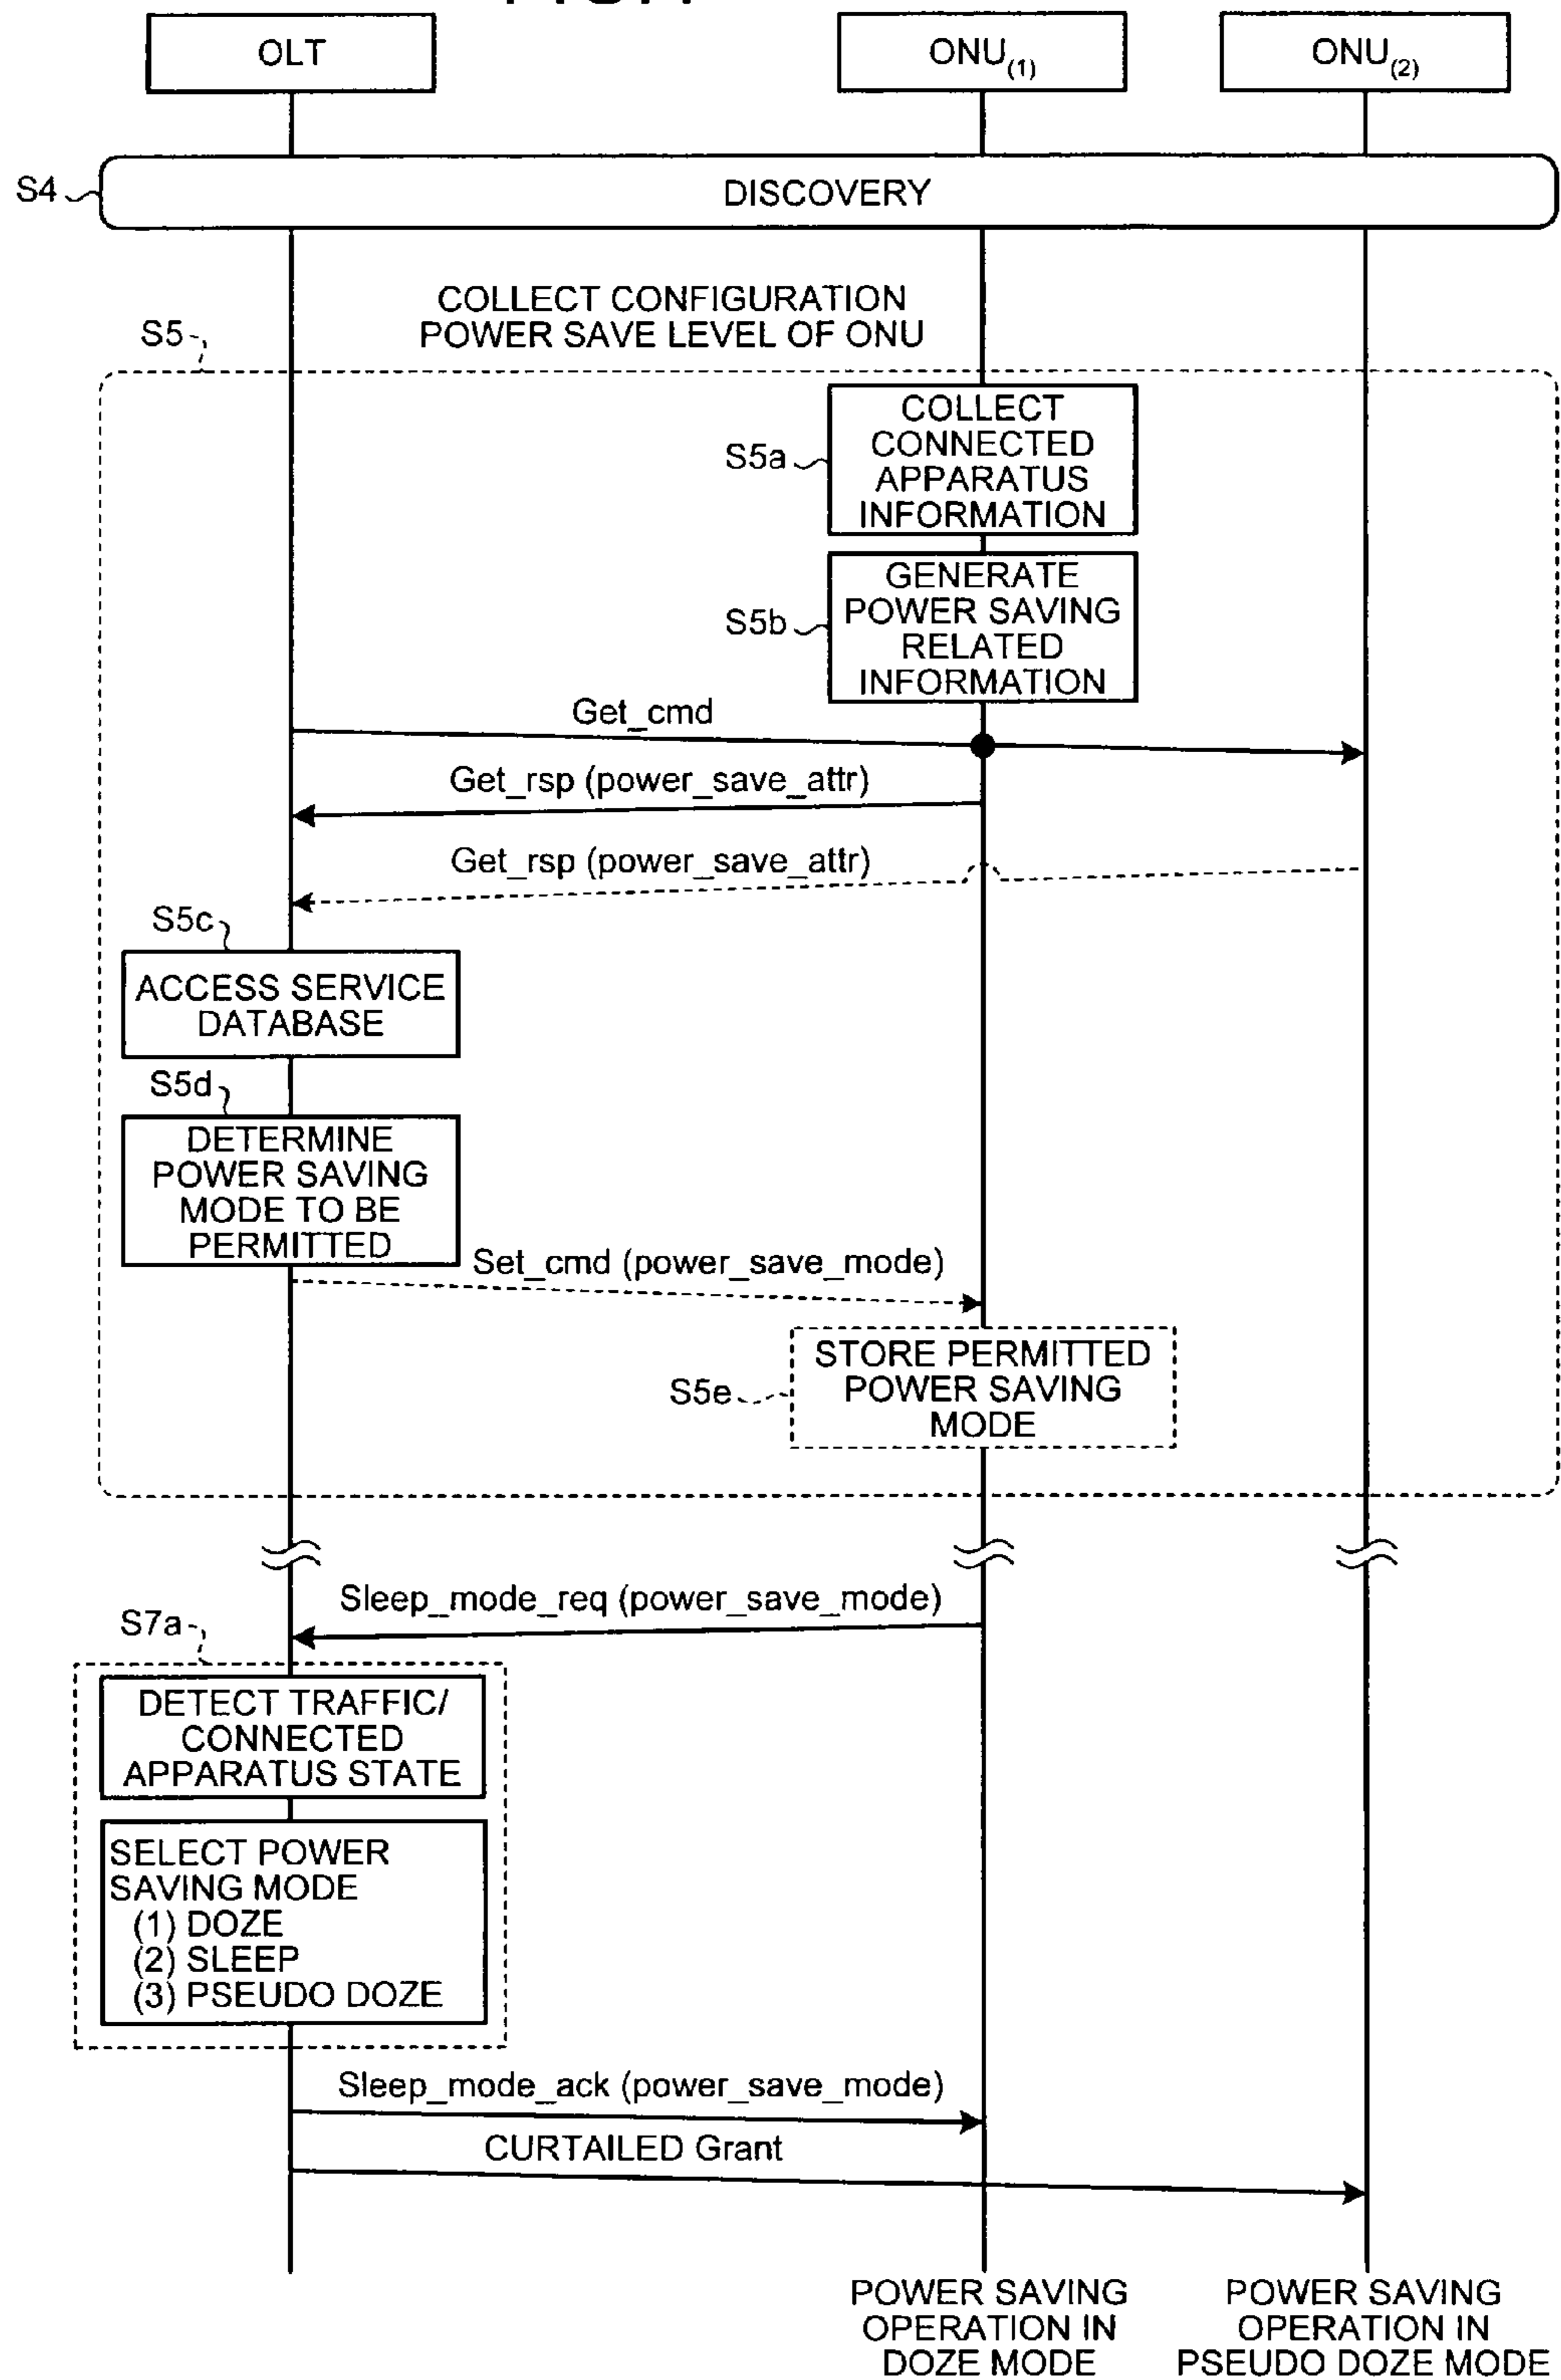 OLT
ONU(1)
ONU(2)
S4
DISCOVERY
COLLECT CONFIGURATION
POWER SAVE LEVEL OF ONU
S5
COLLECT
CONNECTED
APPARATUS
INFORMATION
S5a
GENERATE
POWER SAVING
RELATED
INFORMATION
S5b
Get_cmd
Get_rsp (power_save_attr)
Get_rsp (power_save_attr)
S5c
ACCESS SERVICE
DATABASE
S5d
DETERMINE
POWER SAVING
MODE TO BE
PERMITTED
Set_cmd (power_save_mode)
STORE PERMITTED
POWER SAVING
MODE
S5e
Sleep_mode_req (power_save_mode)
S7a
DETECT TRAFFIC/
CONNECTED
APPARATUS STATE
SELECT POWER
SAVING MODE
(1) DOZE
(2) SLEEP
(3) PSEUDO DOZE
Sleep_mode_ack (power_save_mode)
CURTAILED Grant
POWER SAVING
OPERATION IN
DOZE MODE
POWER SAVING
OPERATION IN
PSEUDO DOZE MODE